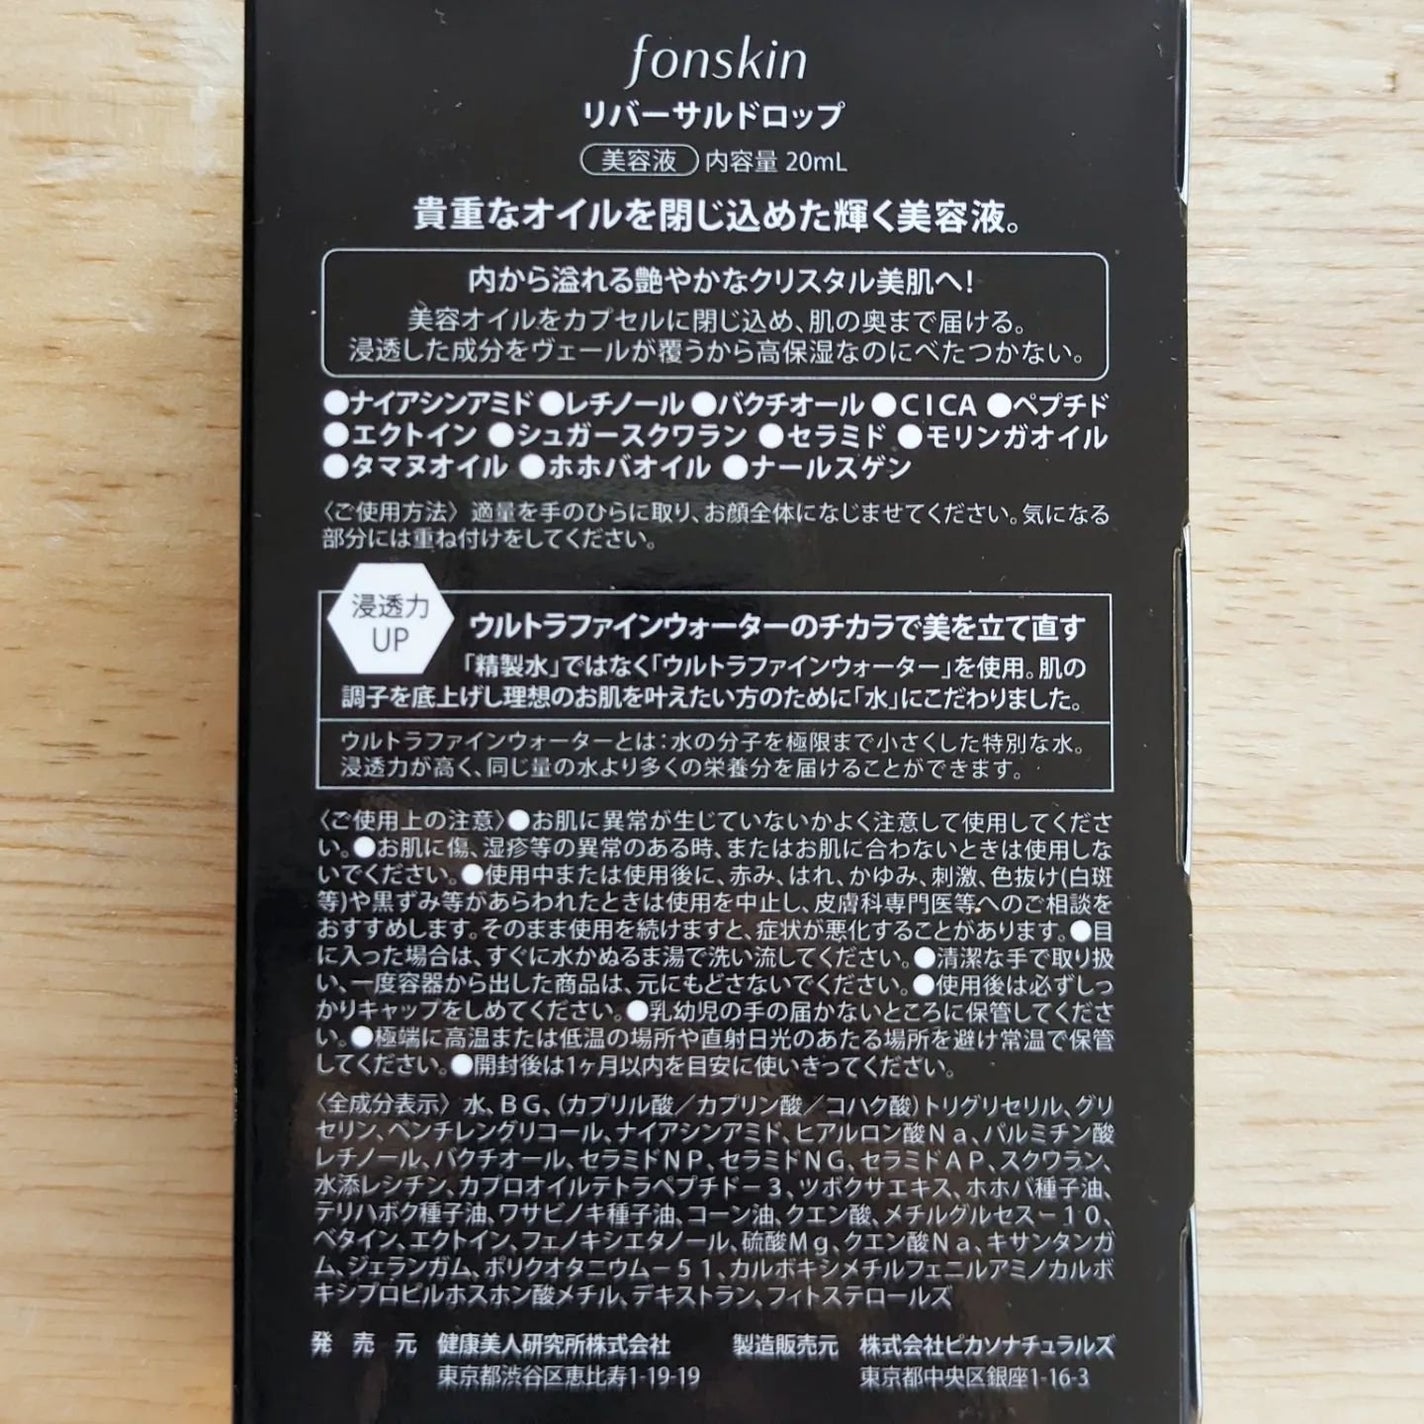 fonskin
リバーサルドロップ
美容液 内容量 20mL
貴重なオイルを閉じ込めた輝く美容液。
内から溢れる艶やかなクリスタル美肌へ!
美容オイルをカプセルに閉じ込め、肌の奥まで届ける。
浸透した成分をヴェールが覆うから高保湿なのにべたつかない。
●ナイアシンアミド ●レチノール ●バクチオール ●CICA ●ペプチド
●エクトイン ●シュガースクワラン ●セラミド ●モリンガオイル
●タマヌオイル ●ホホバオイル ●ナールスゲン
〈ご使用方法〉 適量を手のひらに取り、お顔全体になじませてください。気になる
部分には重ね付けをしてください。
浸透力
UP
ウルトラファインウォーターのチカラで美を立て直す
「精製水」ではなく「ウルトラファインウォーター」を使用。肌の
調子を底上げし理想のお肌を叶えたい方のために「水」にこだわりました。
ウルトラファインウォーターとは：水の分子を極限まで小さくした特別な水。
浸透力が高く、同じ量の水より多くの栄養分を届けることができます。
〈ご使用上の注意〉●お肌に異常が生じていないかよく注意して使用してくださ
い。●お肌に傷、湿疹等の異常のある時、またはお肌に合わないときは使用しな
いでください。●使用中または使用後に、赤み、はれ、かゆみ、刺激、色抜け(白斑
等)や黒ずみ等があらわれたときは使用を中止し、皮膚科専門医等へのご相談を
おすすめします。そのまま使用を続けますと、症状が悪化することがあります。●目
に入った場合は、すぐに水かぬるま湯で洗い流してください。●清潔な手で取り扱
い、一度容器から出した商品は、元にもどさないでください。●使用後は必ずしっ
かりキャップをしめてください。●乳幼児の手の届かないところに保管してくださ
い。●極端に高温または低温の場所や直射日光のあたる場所を避け常温で保管
してください。●開封後は1ヶ月以内を目安に使いきってください。
〈全成分表示〉 水、BG、(カプリル酸／カプリン酸／コハク酸)トリグリセリル、グリ
セリン、ペンチレングリコール、ナイアシンアミド、ヒアルロン酸Na、パルミチン酸
レチノール、バクチオール、セラミドNP、セラミドNG、セラミドAP、スクワラン、
水添レシチン、カプロオイルテトラペプチド－3、ツボクサエキス、ホホバ種子油、
テリハボク種子油、ワサビノキ種子油、コーン油、クエン酸、メチルグルセス－10、
ベタイン、エクトイン、フェノキシエタノール、硫酸Mg、クエン酸Na、キサンタンガ
ム、ジェランガム、ポリクオタニウム－51、カルボキシメチルフェニルアミノカルボ
キシプロピルホスホン酸メチル、デキストラン、フィトステロールズ
発売元 健康美人研究所株式会社 製造販売元 株式会社ピカソナチュラルズ
東京都渋谷区恵比寿1-19-19 東京都中央区銀座1-16-3